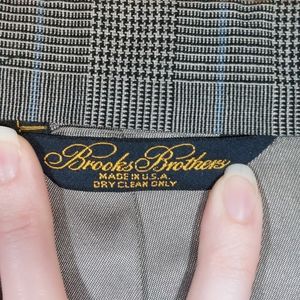 Brooks Brothers
MADE IN U.S.A.
DRY CLEAN ONLY